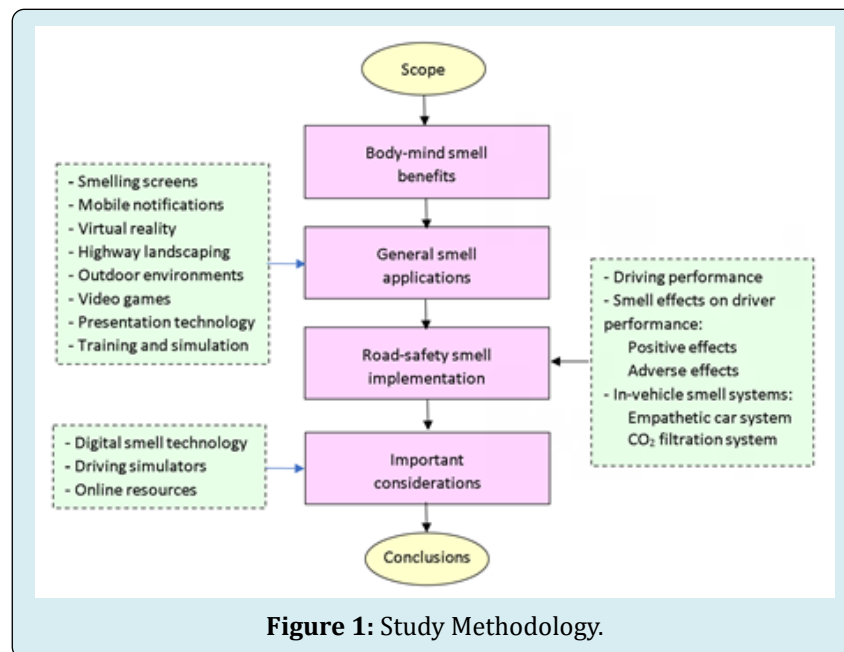 Scope
Body-mind smell
benefits
- Smelling screens
- Mobile notifications
- Virtual reality
- Highway landscaping
- Outdoor environments
- Video games
- Presentation technology
- Training and simulation
General smell
applications
- Driving performance
- Smell effects on driver
performance:
Positive effects
Adverse effects
- In-vehicle smell systems:
Empathetic car system
CO₂ filtration system
Road-safety smell
implementation
- Digital smell technology
- Driving simulators
- Online resources
Important
considerations
Conclusions
Figure 1: Study Methodology.